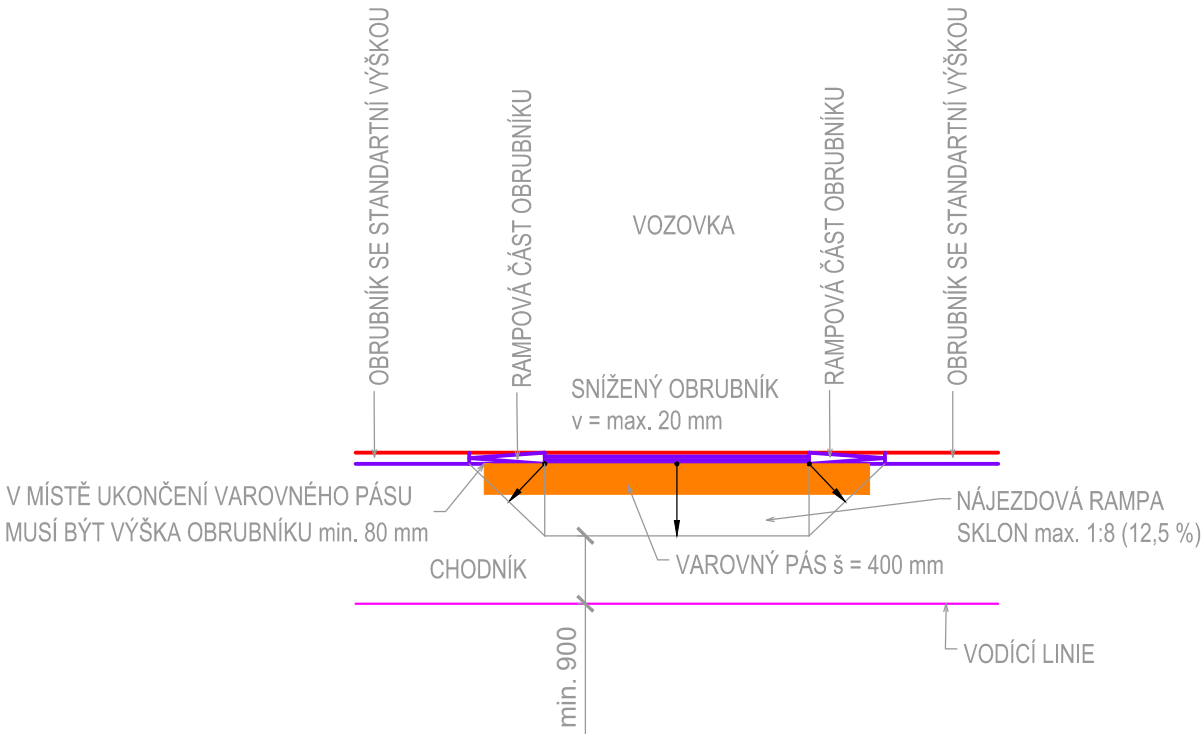 OBRUBNÍK SE STANDARTNÍ VÝŠKOU
RAMPOVÁ ČÁST OBRUBNÍKU
VOZOVKA
RAMPOVÁ ČÁST OBRUBNÍKU
OBRUBNÍK SE STANDARTNÍ VÝŠKOU
SNÍŽENÝ OBRUBNÍK
v = max. 20 mm
V MÍSTĚ UKONČENÍ VAROVNÉHO PÁSU
MUSÍ BÝT VÝŠKA OBRUBNÍKU min. 80 mm
NÁJEZDOVÁ RAMPA
SKLON max. 1:8 (12,5 %)
CHODNÍK
VAROVNÝ PÁS š = 400 mm
min. 900
VODÍCÍ LINIE